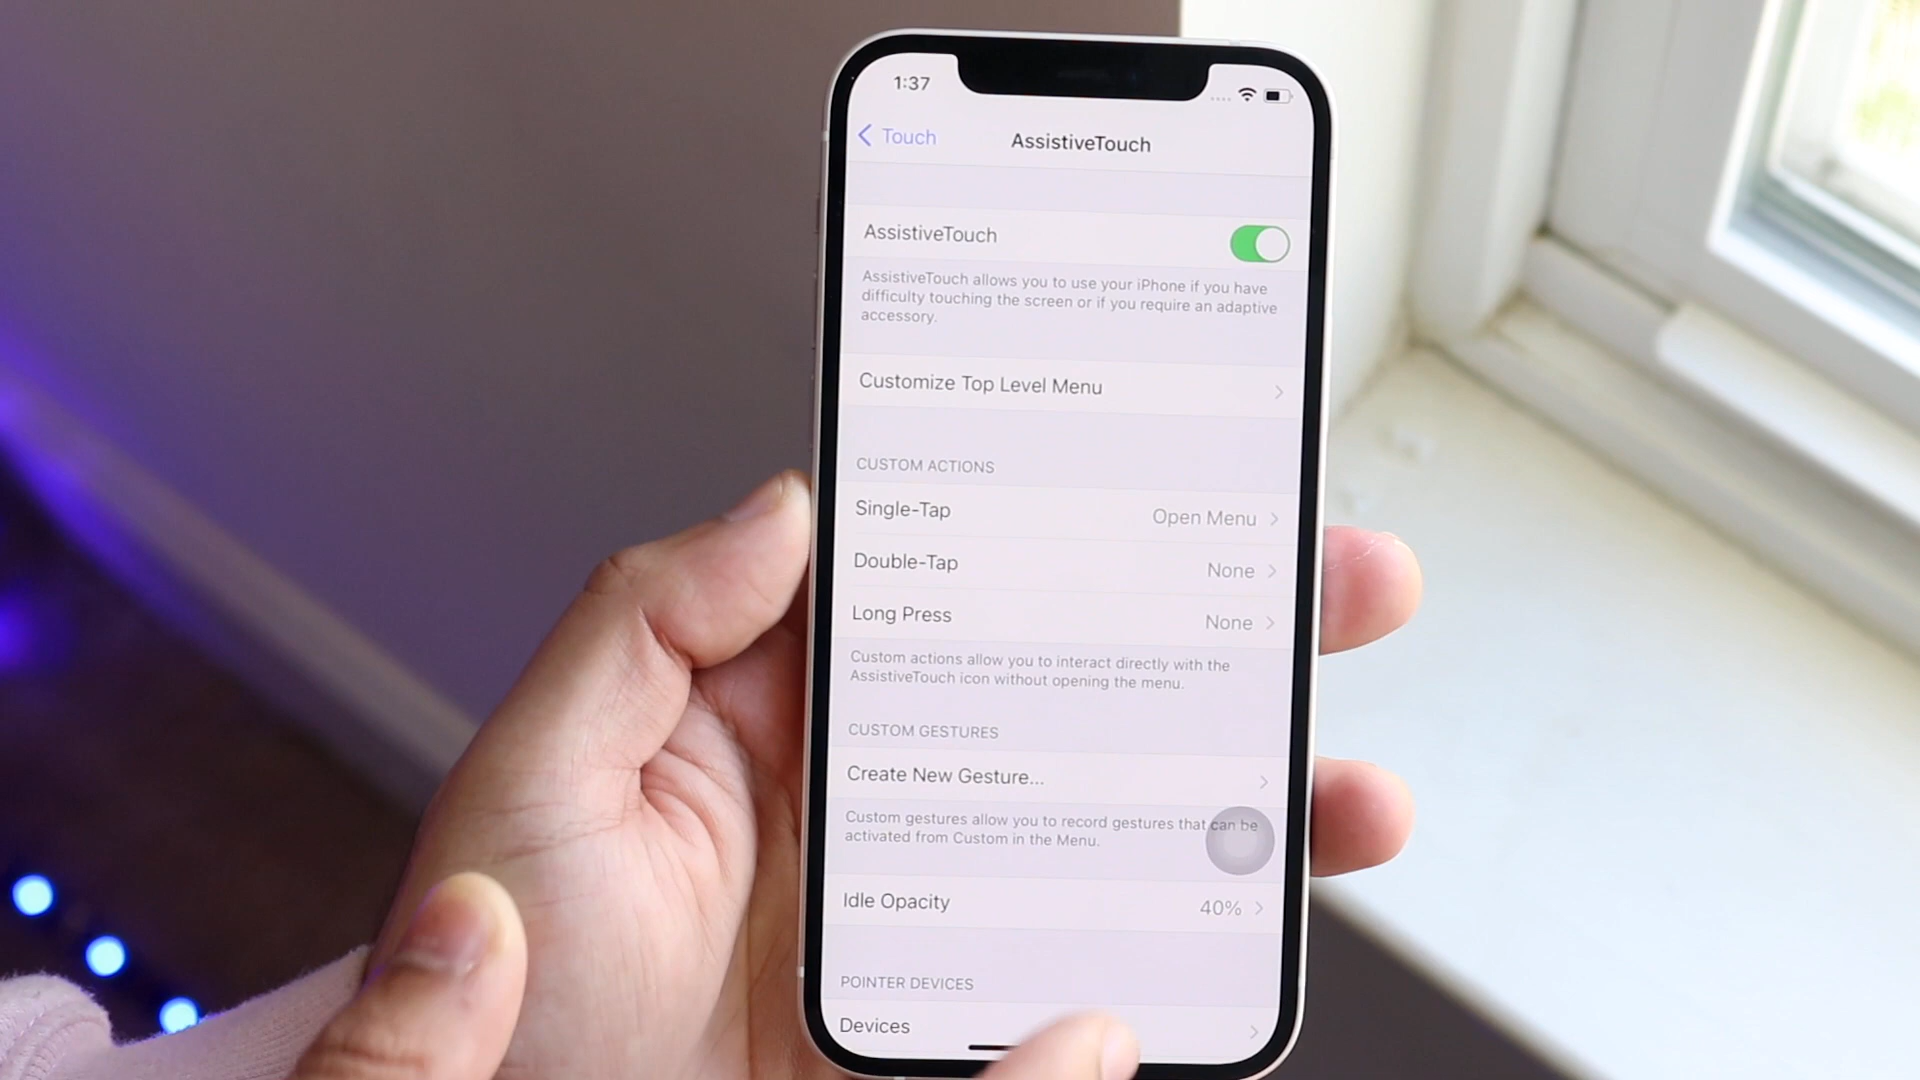 1:37
Touch
AssistiveTouch
AssistiveTouch
AssistiveTouch allows you to use your iPhone if you have
difficulty touching the screen or if you require an adaptive
accessory.
Customize Top Level Menu
CUSTOM ACTIONS
Single-Tap Open Menu
Double-Tap None
Long Press None
Custom actions allow you to interact directly with the
AssistiveTouch icon without opening the menu.
CUSTOM GESTURES
Create New Gesture...
Custom gestures allow you to record gestures that can be
activated from Custom in the Menu.
Idle Opacity 40%
POINTER DEVICES
Devices